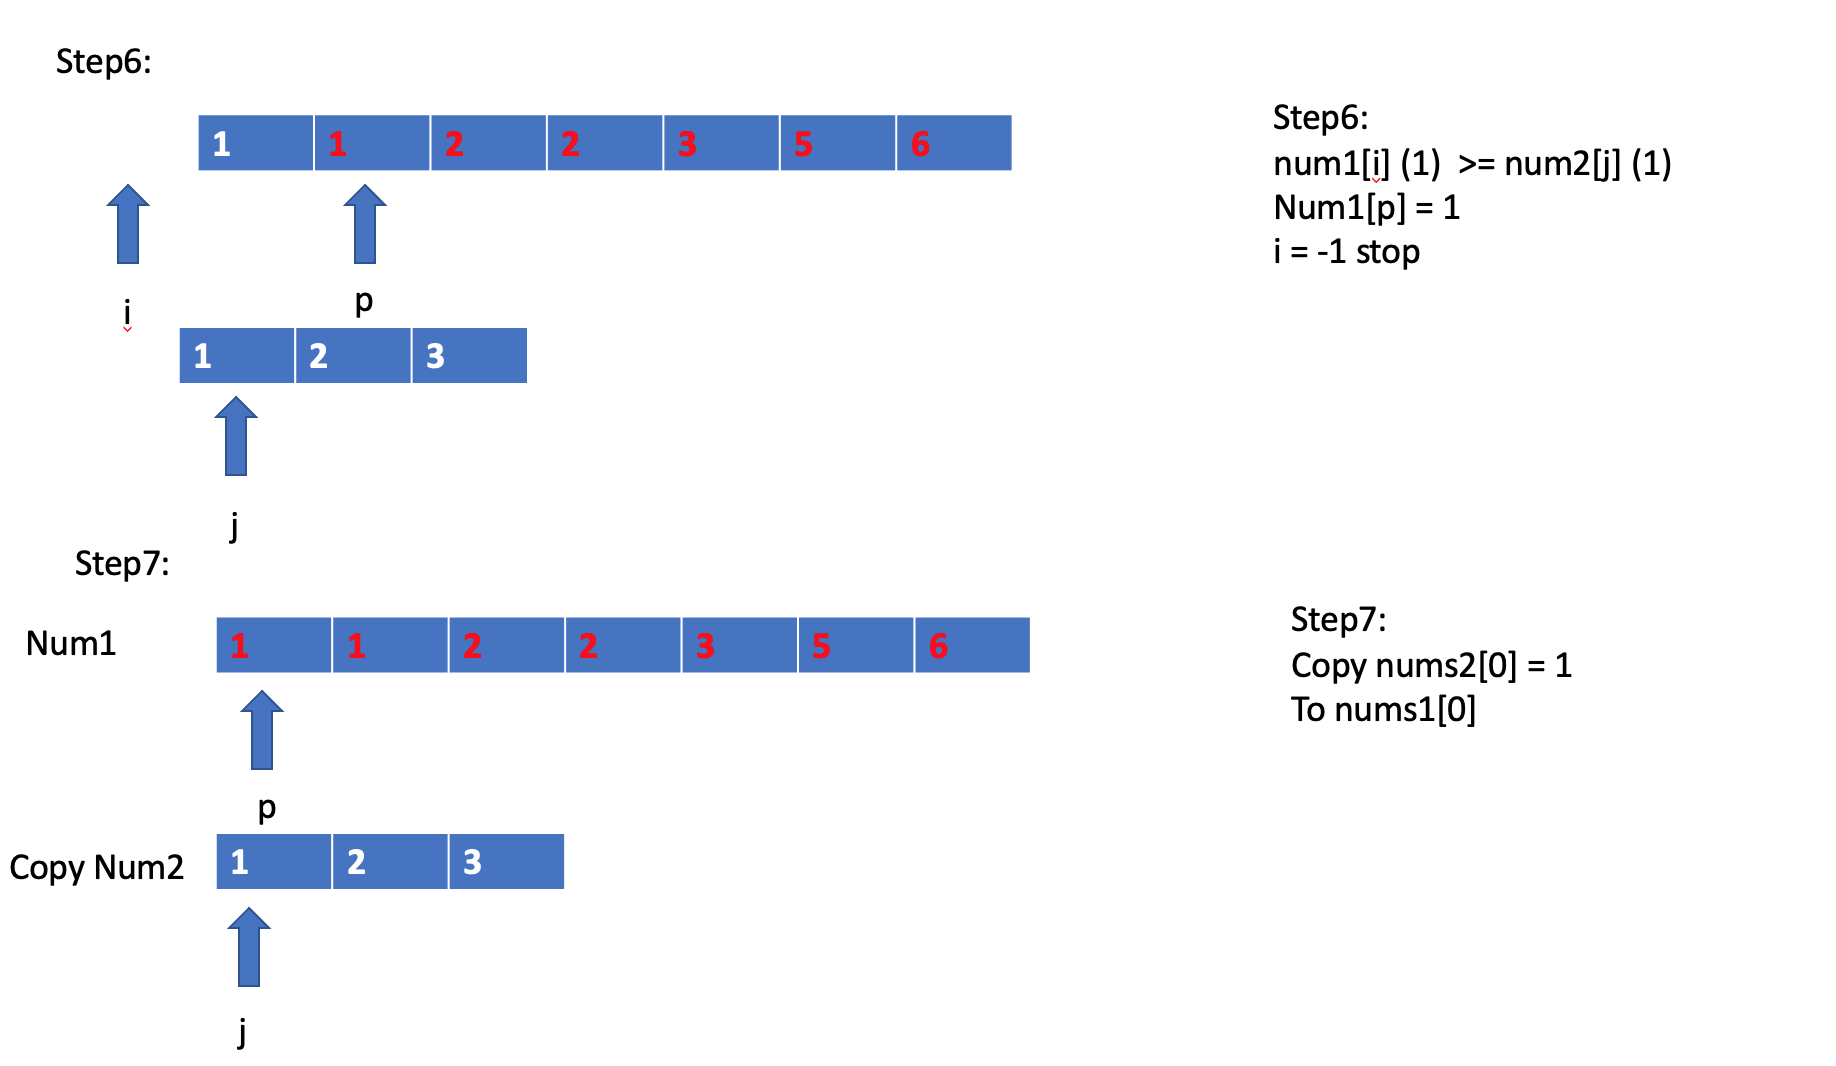 Step6:
1 1 2 2 3 5 6
i
p
1 2 3
j
Step6:
num1[i] (1) >= num2[j] (1)
Num1[p] = 1
i = -1 stop
Step7:
Num1
1 1 2 2 3 5 6
p
Copy Num2
1 2 3
j
Step7:
Copy nums2[0] = 1
To nums1[0]